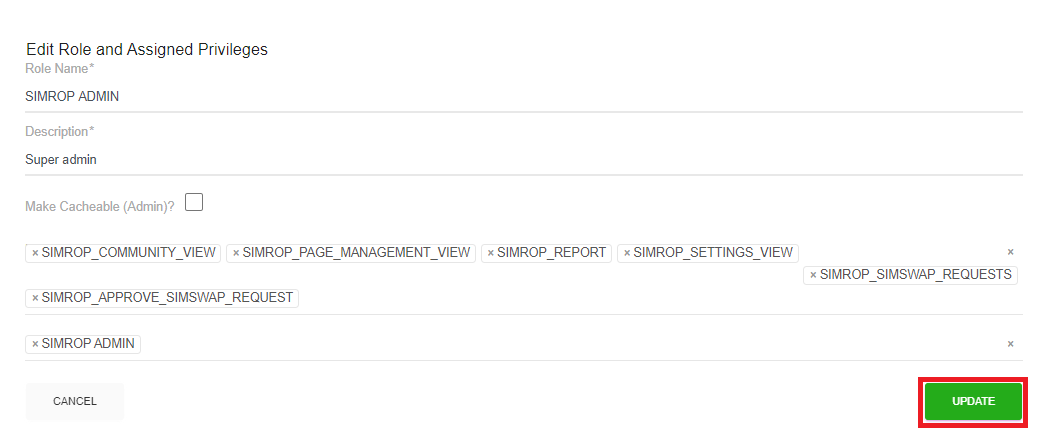 Edit Role and Assigned Privileges
Role Name*
SIMROP ADMIN
Description*
Super admin
Make Cacheable (Admin)?
× SIMROP_COMMUNITY_VIEW × SIMROP_PAGE_MANAGEMENT_VIEW × SIMROP_REPORT × SIMROP_SETTINGS_VIEW ×
× SIMROP_SIMSWAP_REQUESTS
× SIMROP_APPROVE_SIMSWAP_REQUEST
× SIMROP ADMIN ×
CANCEL UPDATE